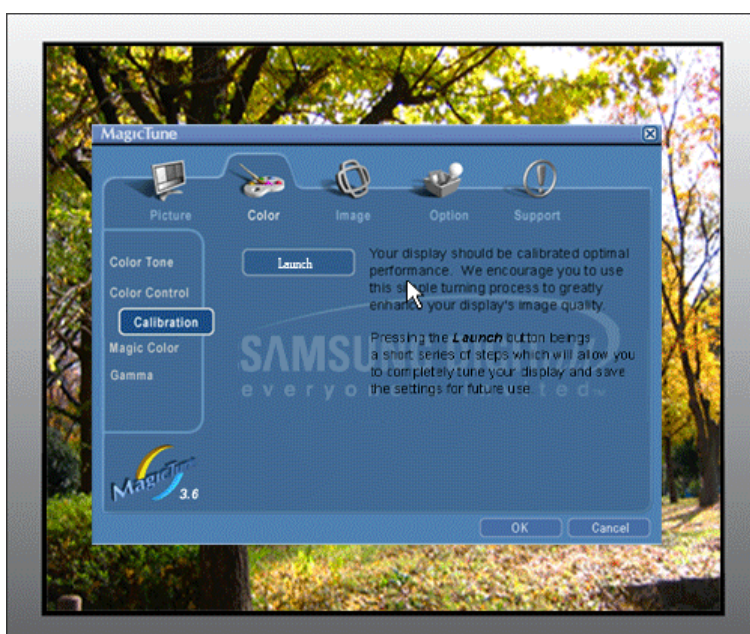 MagicTune
Picture
Color
Image
Option
Support
Color Tone
Color Control
Calibration
Magic Color
Gamma
Launch
Your display should be calibrated optimal
performance. We encourage you to use
this simple turning process to greatly
enhance your display's image quality.
Pressing the Launch button beings
a short series of steps which will allow you
to completely tune your display and save
the settings for future use.
SAMSU
everyo ted
MagicTune
3.6
OK
Cancel